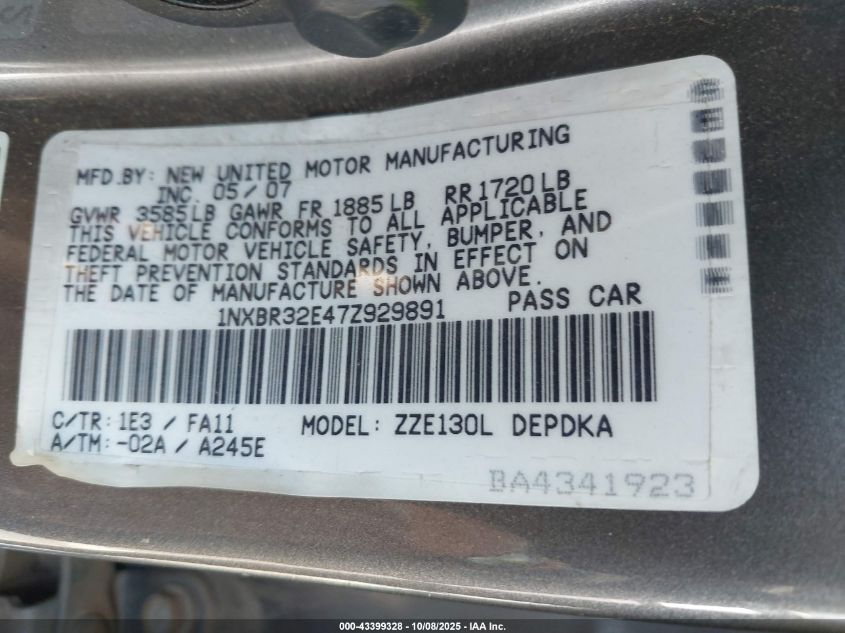 MFD.BY: NEW UNITED MOTOR MANUFACTURING
INC. 05/07
GVWR 3585LB GAWR FR 1885LB RR1720LB
THIS VEHICLE CONFORMS TO ALL APPLICABLE
FEDERAL MOTOR VEHICLE SAFETY, BUMPER, AND
THEFT PREVENTION STANDARDS IN EFFECT ON
THE DATE OF MANUFACTURE SHOWN ABOVE.
1NXBR32E47Z929891 PASS CAR
C/TR: 1E3 / FA11 MODEL: ZZE130L DEPDKA
A/TM: -02A / A245E
BA4341923
000-43399328 - 10/08/2025 - IAA Inc.